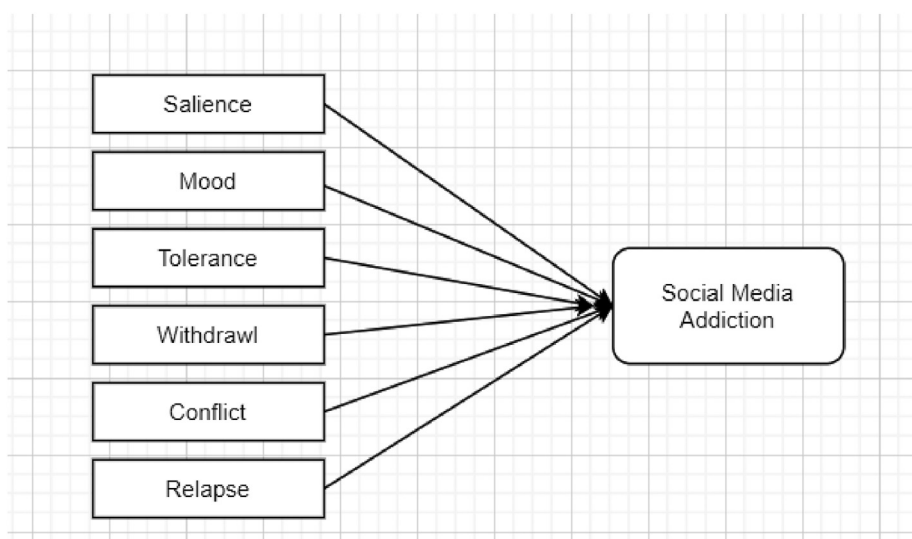 Salience
Mood
Tolerance
Withdrawl
Conflict
Relapse
Social Media
Addiction